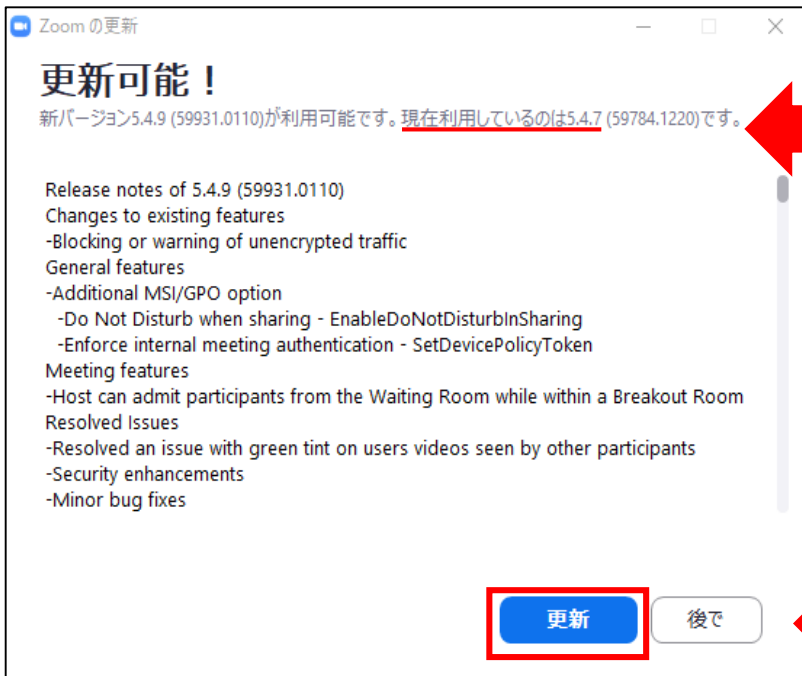 Zoom の更新
更新可能！
新バージョン5.4.9 (59931.0110)が利用可能です。現在利用しているのは5.4.7 (59784.1220)です。
Release notes of 5.4.9 (59931.0110)
Changes to existing features
-Blocking or warning of unencrypted traffic
General features
-Additional MSI/GPO option
-Do Not Disturb when sharing - EnableDoNotDisturbInSharing
-Enforce internal meeting authentication - SetDevicePolicyToken
Meeting features
-Host can admit participants from the Waiting Room while within a Breakout Room
Resolved Issues
-Resolved an issue with green tint on users videos seen by other participants
-Security enhancements
-Minor bug fixes
更新 後で